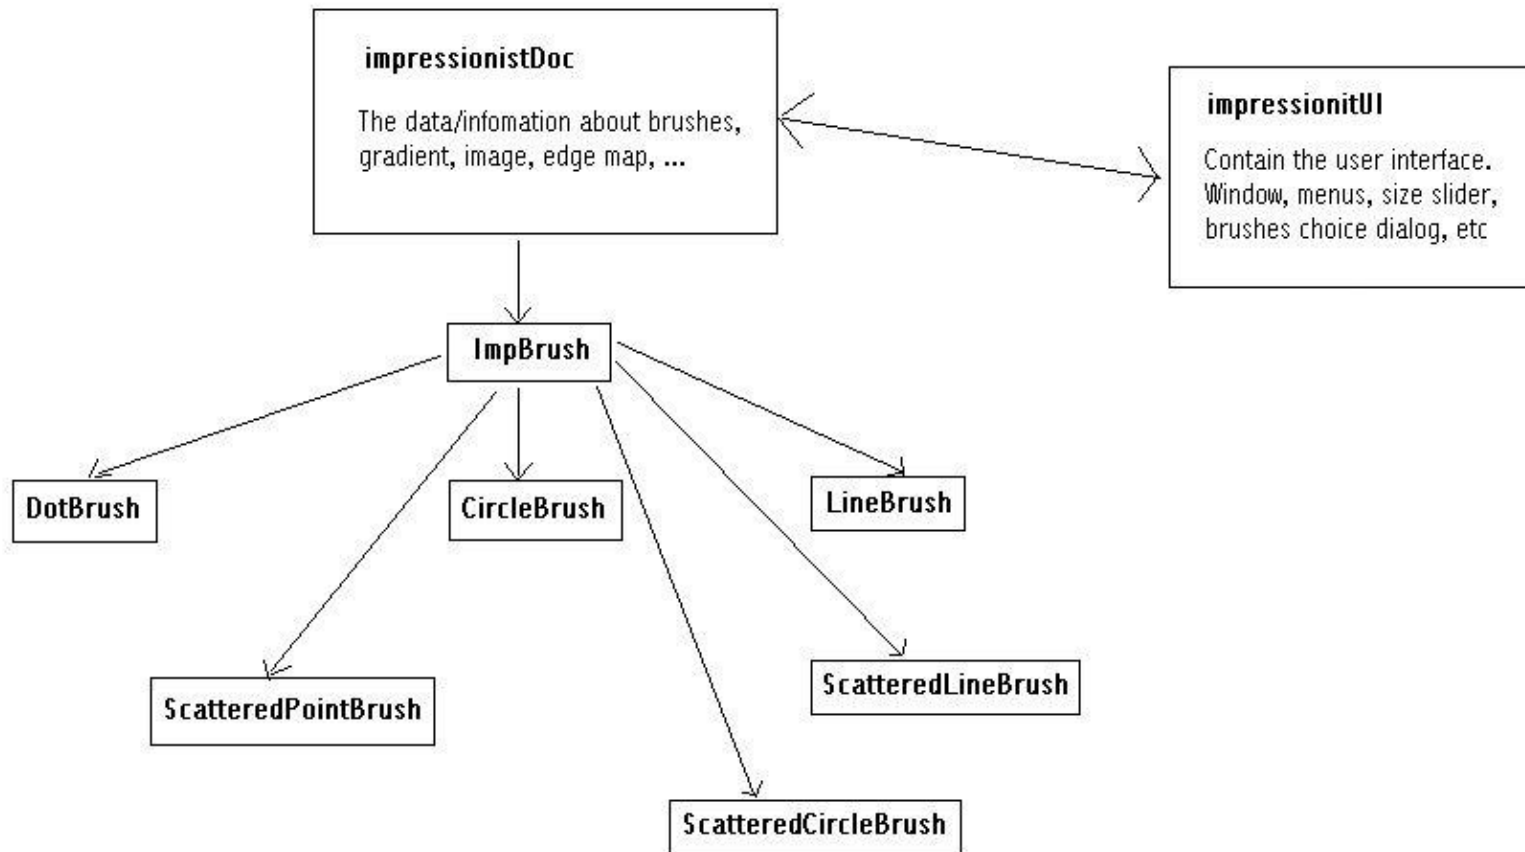 impressionistDoc
The data/infomation about brushes,
gradient, image, edge map, ...
impressionitUI
Contain the user interface.
Window, menus, size slider,
brushes choice dialog, etc
ImpBrush
DotBrush
CircleBrush
LineBrush
ScatteredPointBrush
ScatteredLineBrush
ScatteredCircleBrush